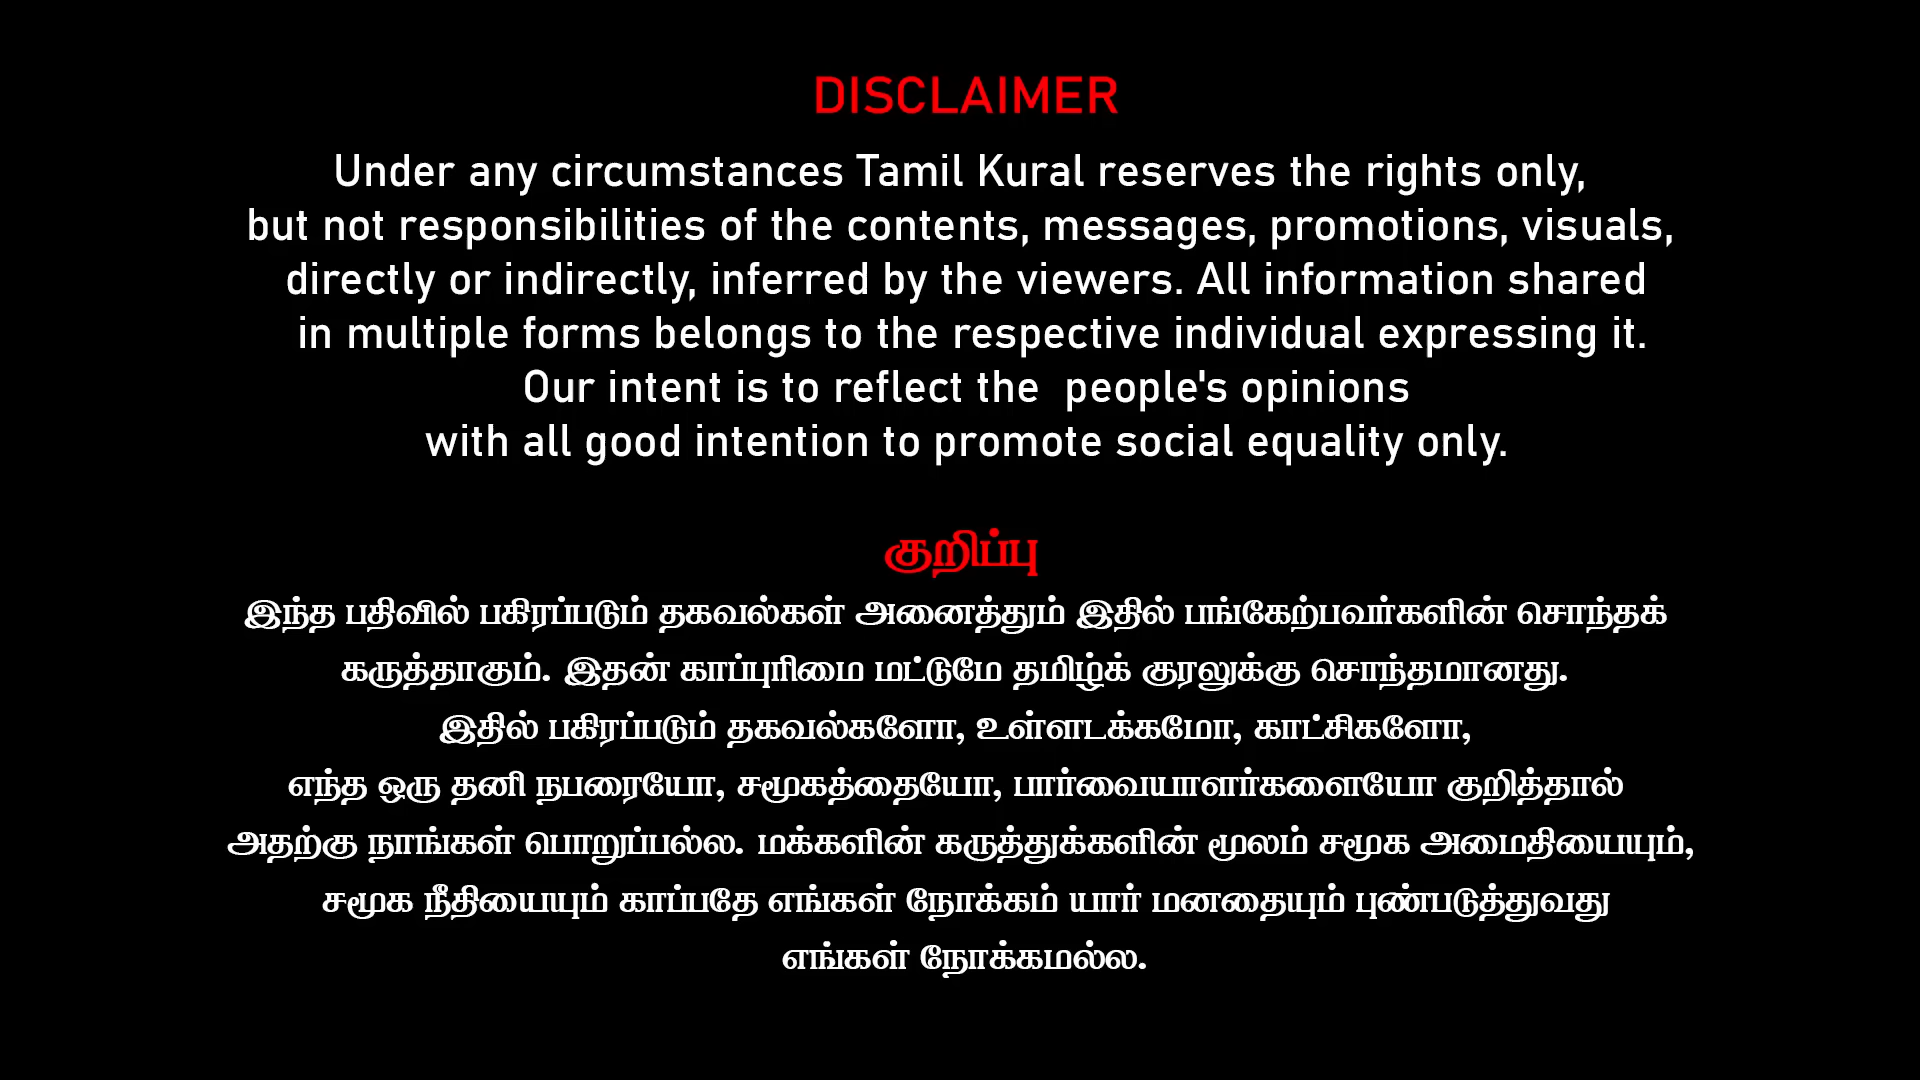 DISCLAIMER
Under any circumstances Tamil Kural reserves the rights only,
but not responsibilities of the contents, messages, promotions, visuals,
directly or indirectly, inferred by the viewers. All information shared
in multiple forms belongs to the respective individual expressing it.
Our intent is to reflect the  people's opinions
with all good intention to promote social equality only.
குறிப்பு
இந்த பதிவில் பகிரப்படும் தகவல்கள் அனைத்தும் இதில் பங்கேற்பவர்களின் சொந்தக்
கருத்தாகும். இதன் காப்புரிமை மட்டுமே தமிழ்க் குரலுக்கு சொந்தமானது.
இதில் பகிரப்படும் தகவல்களோ, உள்ளடக்கமோ, காட்சிகளோ,
எந்த ஒரு தனி நபரையோ, சமூகத்தையோ, பார்வையாளர்களையோ குறித்தால்
அதற்கு நாங்கள் பொறுப்பல்ல. மக்களின் கருத்துக்களின் மூலம் சமூக அமைதியையும்,
சமூக நீதியையும் காப்பதே எங்கள் நோக்கம் யார் மனதையும் புண்படுத்துவது
எங்கள் நோக்கமல்ல.